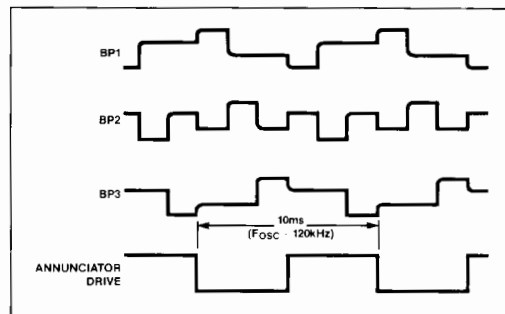 BP1
BP2
BP3
10ms
(FOSC · 120kHz)
ANNUNCIATOR
DRIVE